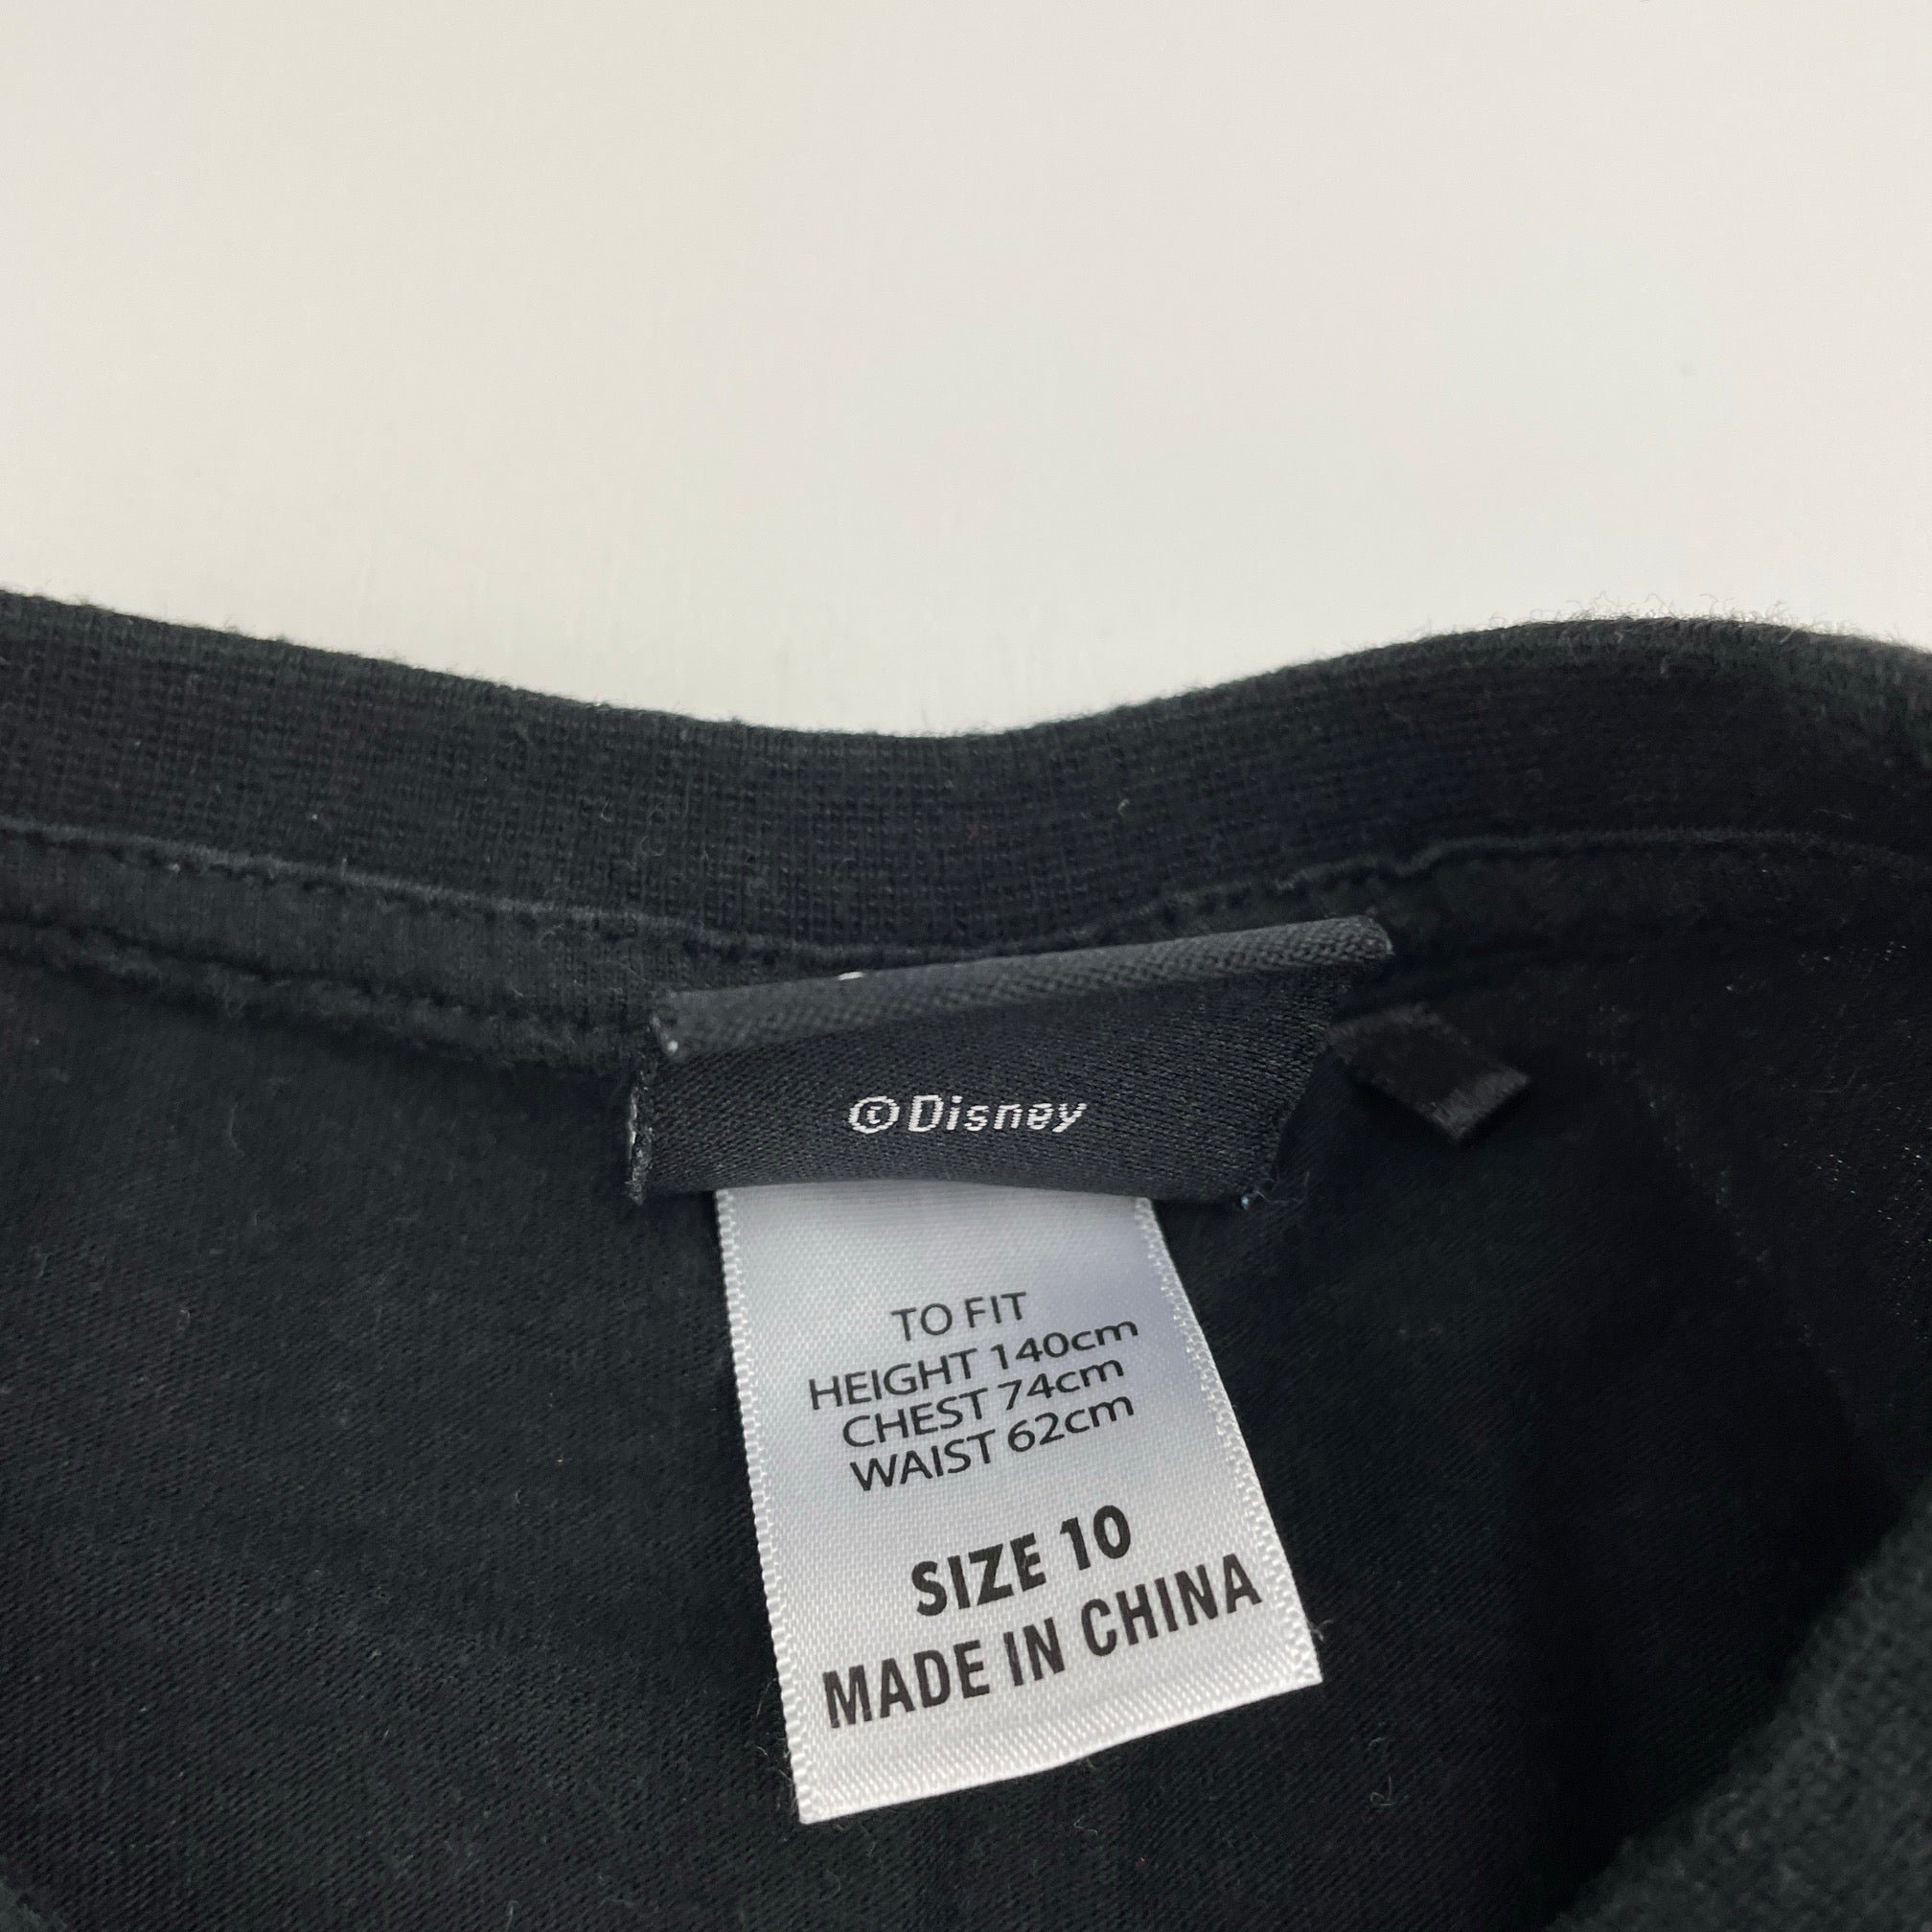 ©Disney
TO FIT
HEIGHT 140cm
CHEST 74cm
WAIST 62cm
SIZE 10
MADE IN CHINA